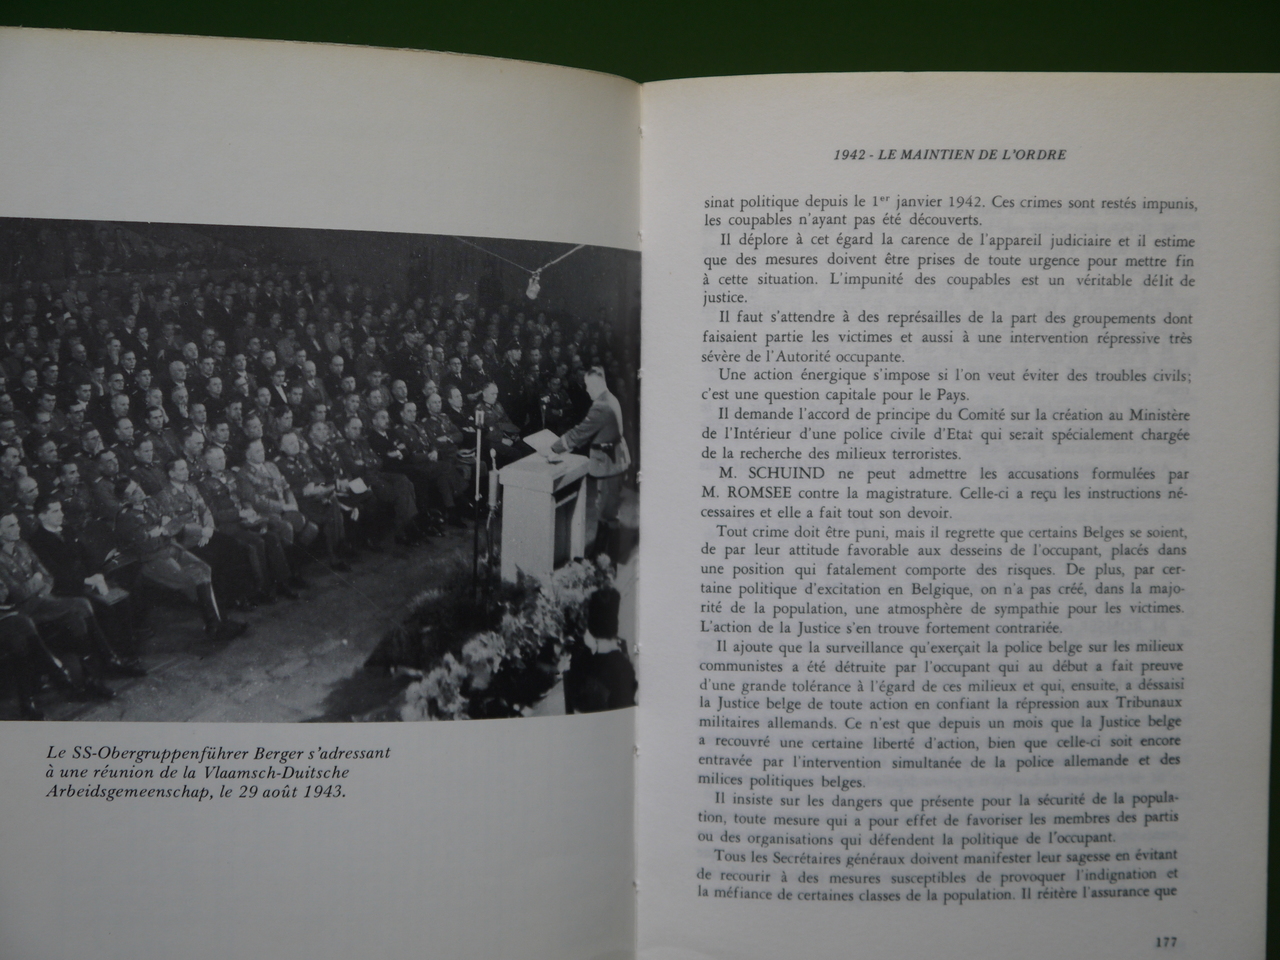 Le SS-Obergruppenführer Berger s'adressant
à une réunion de la Vlaamsch-Duitsche
Arbeidsgemeenschap, le 29 août 1943.
1942 - LE MAINTIEN DE L'ORDRE
sinat politique depuis le 1er janvier 1942. Ces crimes sont restés impunis,
les coupables n'ayant pas été découverts.
Il déplore à cet égard la carence de l'appareil judiciaire et il estime
que des mesures doivent être prises de toute urgence pour mettre fin
à cette situation. L'impunité des coupables est un véritable délit de
justice.
Il faut s'attendre à des représailles de la part des groupements dont
faisaient partie les victimes et aussi à une intervention répressive très
sévère de l'Autorité occupante.
Une action énergique s'impose si l'on veut éviter des troubles civils;
c'est une question capitale pour le Pays.
Il demande l'accord de principe du Comité sur la création au Ministère
de l'Intérieur d'une police civile d'Etat qui serait spécialement chargée
de la recherche des milieux terroristes.
M. SCHUIND ne peut admettre les accusations formulées par
M. ROMSEE contre la magistrature. Celle-ci a reçu les instructions né-
cessaires et elle a fait tout son devoir.
Tout crime doit être puni, mais il regrette que certains Belges se soient,
de par leur attitude favorable aux desseins de l'occupant, placés dans
une position qui fatalement comporte des risques. De plus, par cer-
taine politique d'excitation en Belgique, on n'a pas créé, dans la majo-
rité de la population, une atmosphère de sympathie pour les victimes.
L'action de la Justice s'en trouve fortement contrariée.
Il ajoute que la surveillance qu'exerçait la police belge sur les milieux
communistes a été détruite par l'occupant qui au début a fait preuve
d'une grande tolérance à l'égard de ces milieux et qui, ensuite, a déssaisi
la Justice belge de toute action en confiant la répression aux Tribunaux
militaires allemands. Ce n'est que depuis un mois que la Justice belge
a recouvré une certaine liberté d'action, bien que celle-ci soit encore
entravée par l'intervention simultanée de la police allemande et des
milices politiques belges.
Il insiste sur les dangers que présente pour la sécurité de la popula-
tion, toute mesure qui a pour effet de favoriser les membres des partis
ou des organisations qui défendent la politique de l'occupant.
Tous les Secrétaires généraux doivent manifester leur sagesse en évitant
de recourir à des mesures susceptibles de provoquer l'indignation et
la méfiance de certaines classes de la population. Il réitère l'assurance que
177